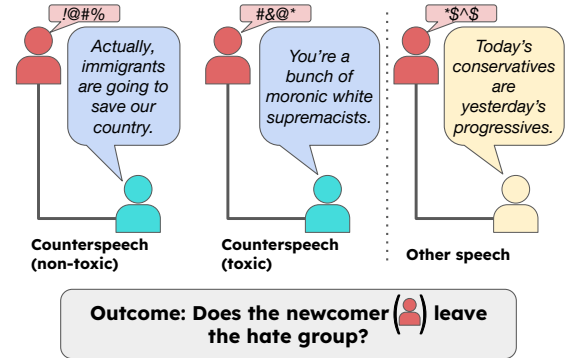 !@#%
#&@*
*$^$
Actually,
immigrants
are going to
save our
country.
You're a
bunch of
moronic white
supremacists.
Today's
conservatives
are
yesterday's
progressives.
Counterspeech
(non-toxic)
Counterspeech
(toxic)
Other speech
Outcome: Does the newcomer ( ) leave
the hate group?